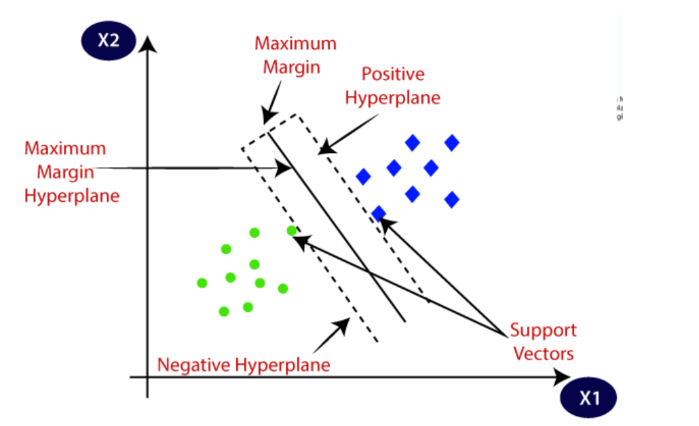 X2
Maximum
Margin
Positive
Hyperplane
Maximum
Margin
Hyperplane
Support
Vectors
Negative Hyperplane
X1